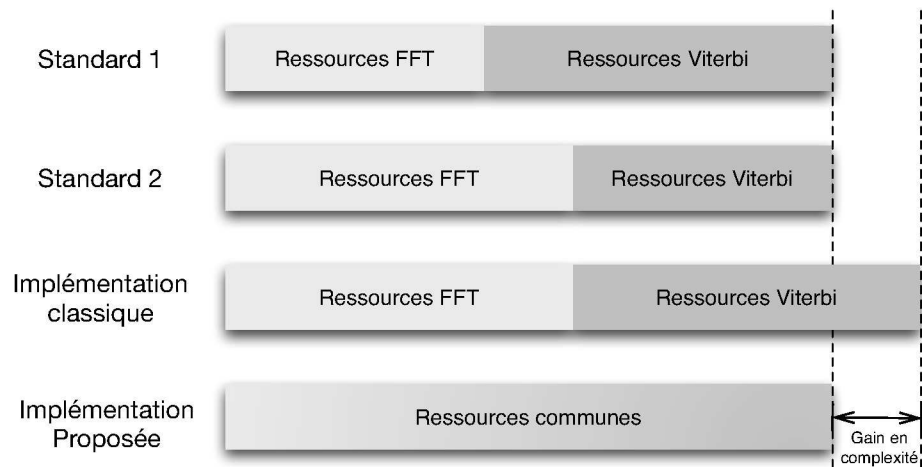 Standard 1
Ressources FFT
Ressources Viterbi
Standard 2
Ressources FFT
Ressources Viterbi
Implémentation
classique
Ressources FFT
Ressources Viterbi
Implémentation
Proposée
Ressources communes
Gain en
complexité